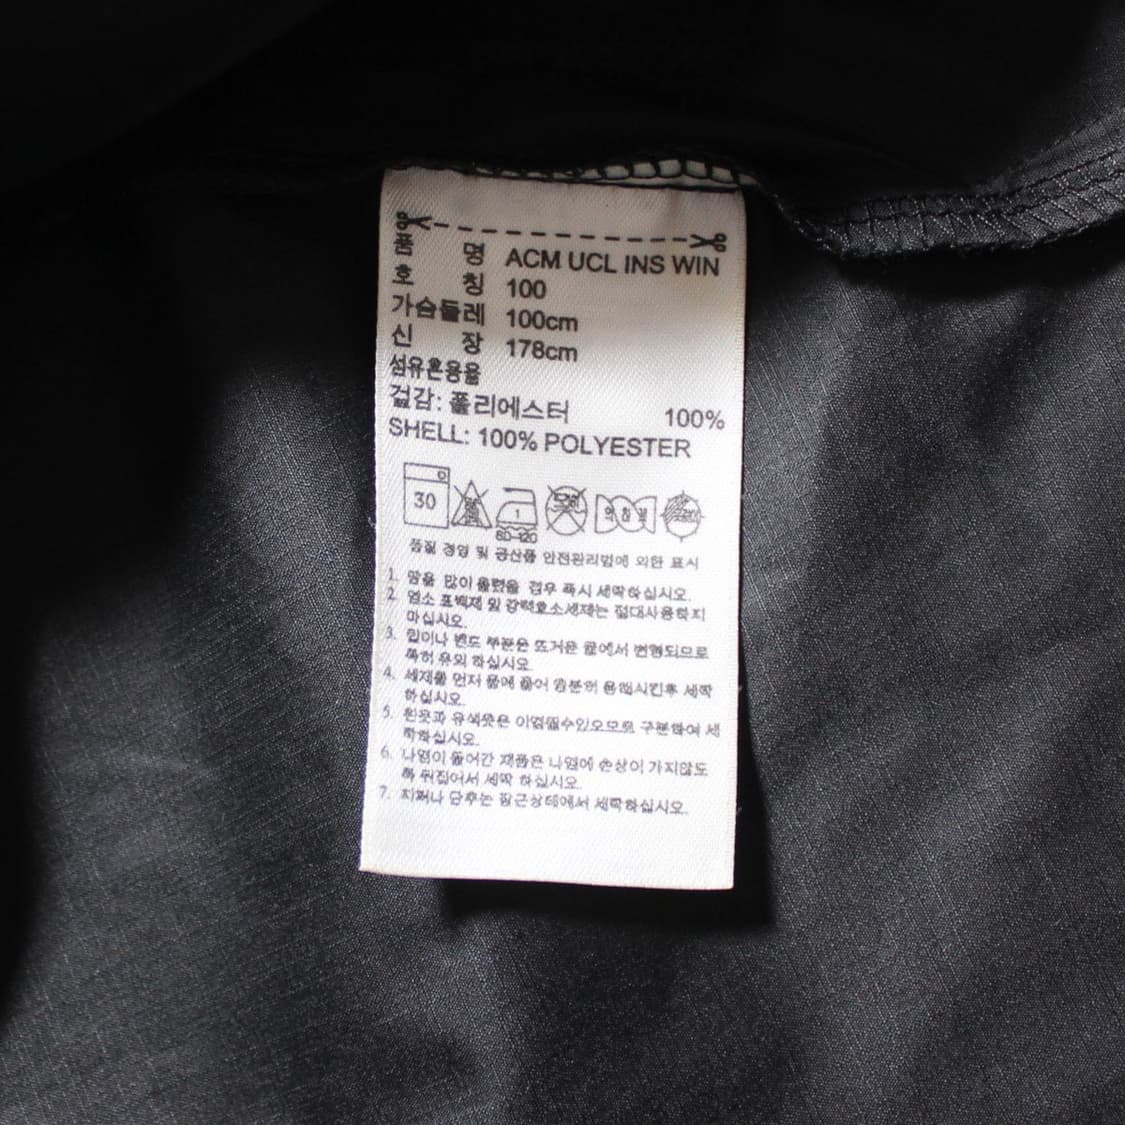 품 명 ACM UCL INS WIN
호 칭 100
가슴둘레 100cm
신 장 178cm
섬유혼용율
겉감: 폴리에스터 100%
SHELL: 100% POLYESTER
30 1
80~120
품질 경영 및 공산품 안전관리법에 의한 표시
1. 땀을 많이 흘렸을 경우 즉시 세탁하십시오.
2. 염소 표백제 및 강력효소세제는 절대사용하지
마십시오.
3. 립이나 밴드 부분은 뜨거운 물에서 변형되므로
특히 유의 하십시오.
4. 세제를 먼저 물에 풀어 충분히 용해시킨후 세탁
하십시오.
5. 흰옷과 유색옷은 이염될수있으므로 구분하여 세
탁하십시오.
6. 나염이 들어간 제품은 나염에 손상이 가지않도
록 뒤집어서 세탁 하십시오.
7. 지퍼나 단추는 잠근상태에서 세탁하십시오.